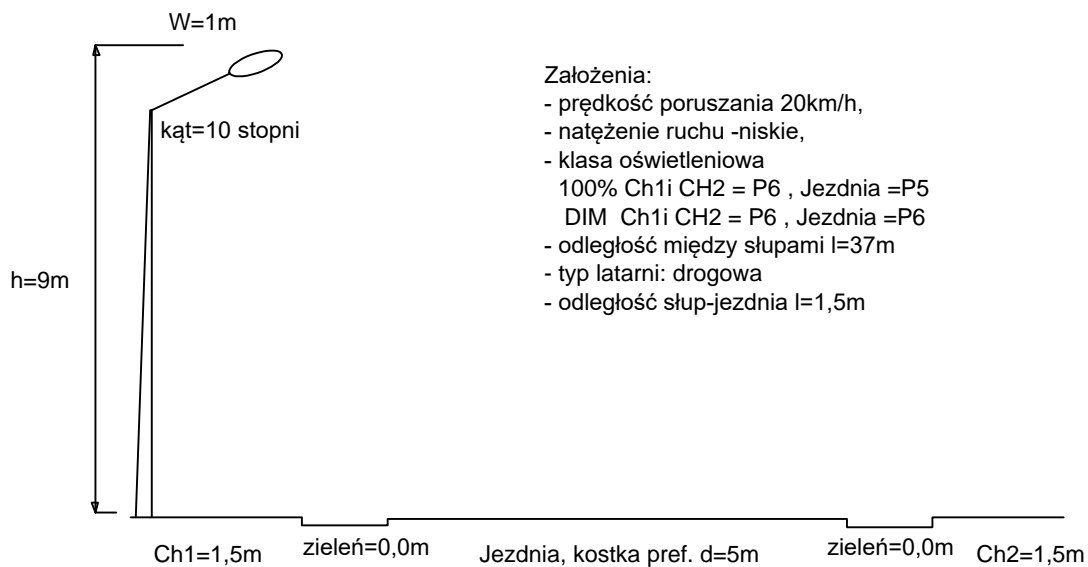 W=1m
kąt=10 stopni
h=9m
Założenia:
- prędkość poruszania 20km/h,
- natężenie ruchu -niskie,
- klasa oświetleniowa
100% Ch1i CH2 = P6 , Jezdnia =P5
DIM Ch1i CH2 = P6 , Jezdnia =P6
- odległość między słupami l=37m
- typ latarni: drogowa
- odległość słup-jezdnia l=1,5m
Ch1=1,5m
zieleń=0,0m
Jezdnia, kostka pref. d=5m
zieleń=0,0m
Ch2=1,5m